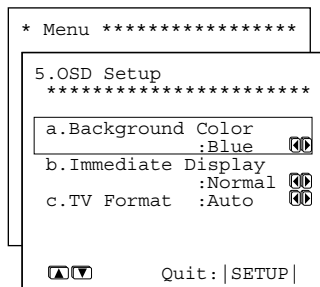 * Menu *****************
5.OSD Setup
***********************
a.Background Color
:Blue
b.Immediate Display
:Normal
c.TV Format :Auto
Quit:|SETUP|